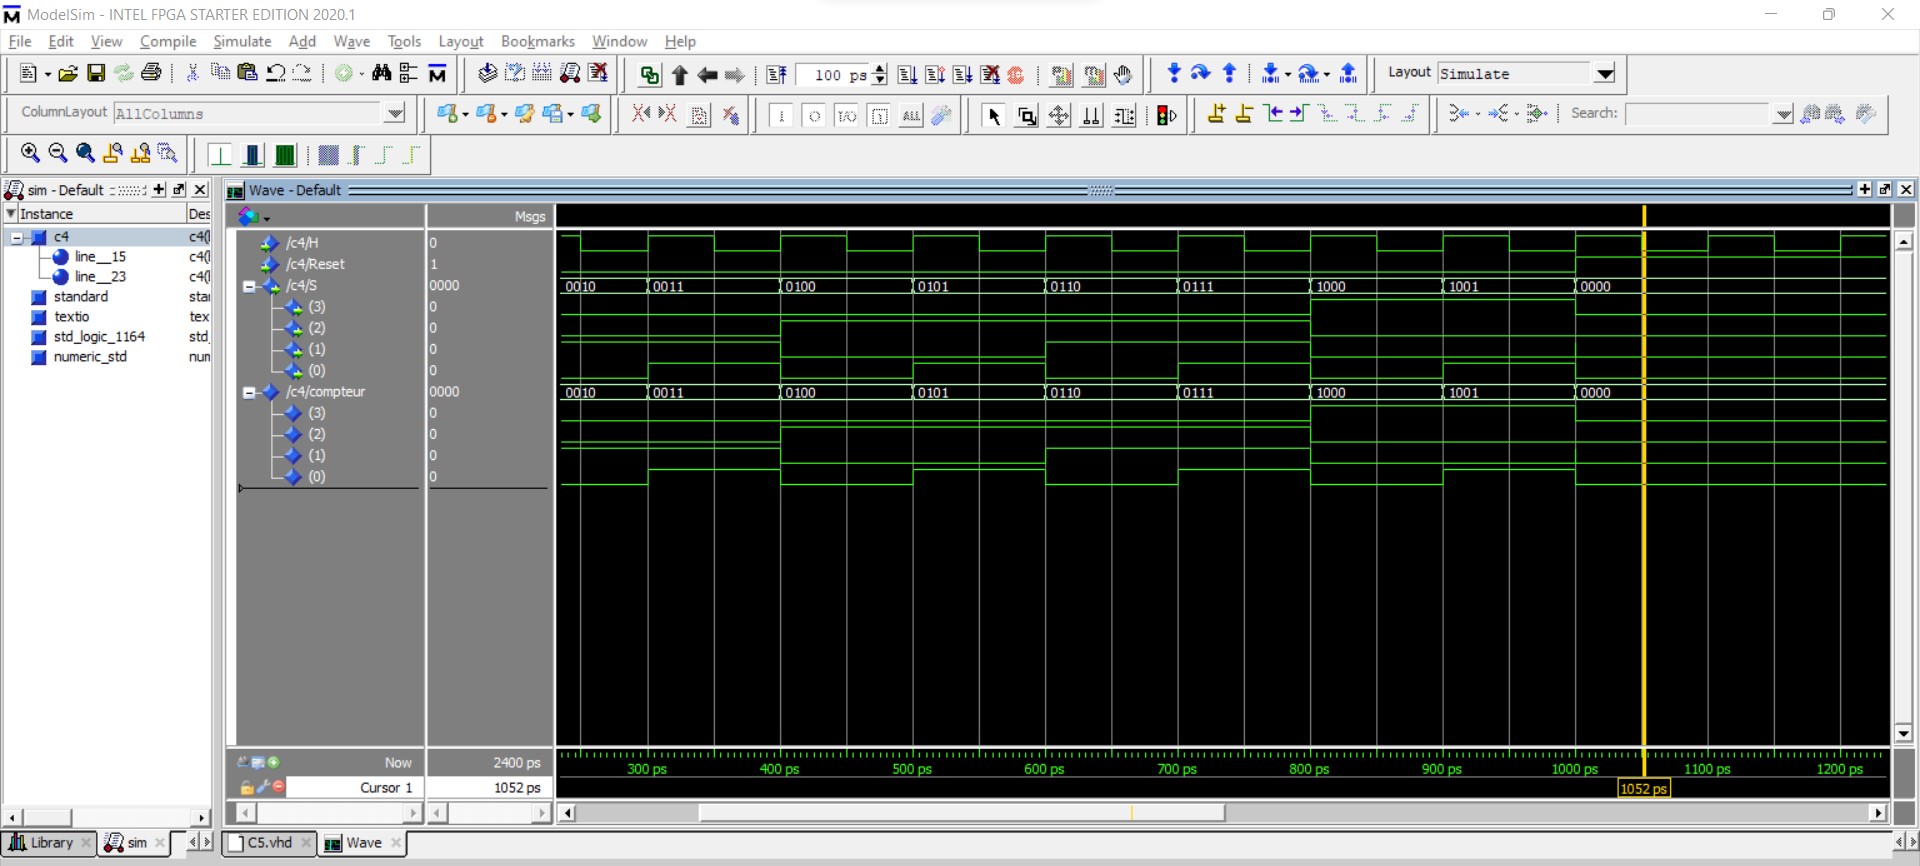 ModelSim - INTEL FPGA STARTER EDITION 2020.1
File Edit View Compile Simulate Add Wave Tools Layout Bookmarks Window Help
100 ps
Layout Simulate
ColumnLayout AllColumns
I/O
ALL
Search:
sim - Default
Wave - Default
Instance Des
Msgs
c4 c4(
line__15 c4(
line__23 c4(
standard sta
textio tex
std_logic_1164 std_
numeric_std num
/c4/H 0
/c4/Reset 1
/c4/S 0000 0010 0011 0100 0101 0110 0111 1000 1001 0000
(3) 0
(2) 0
(1) 0
(0) 0
/c4/compteur 0000 0010 0011 0100 0101 0110 0111 1000 1001 0000
(3) 0
(2) 0
(1) 0
(0) 0
Now 2400 ps
300 ps 400 ps 500 ps 600 ps 700 ps 800 ps 900 ps 1000 ps 1100 ps 1200 ps
Cursor 1 1052 ps
1052 ps
Library sim
C5.vhd Wave